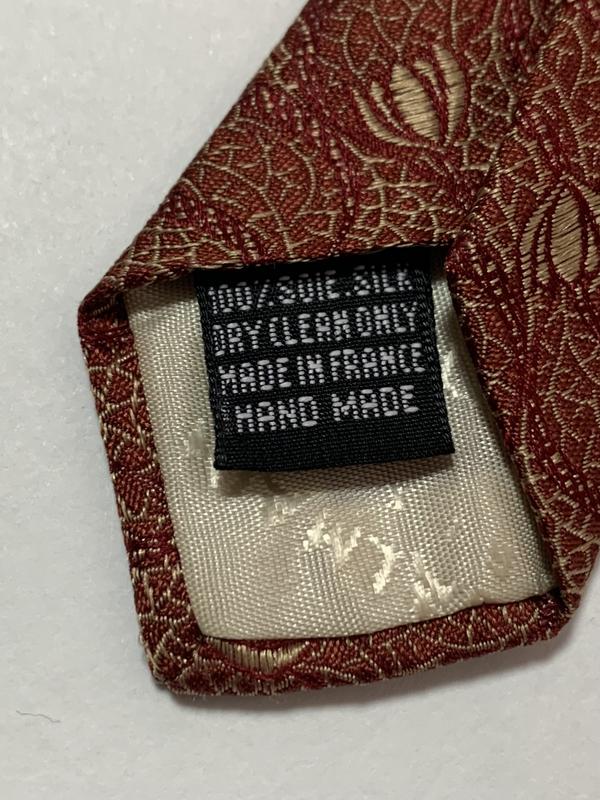 100% SOIE SILK
DRY CLEAN ONLY
MADE IN FRANCE
HAND MADE